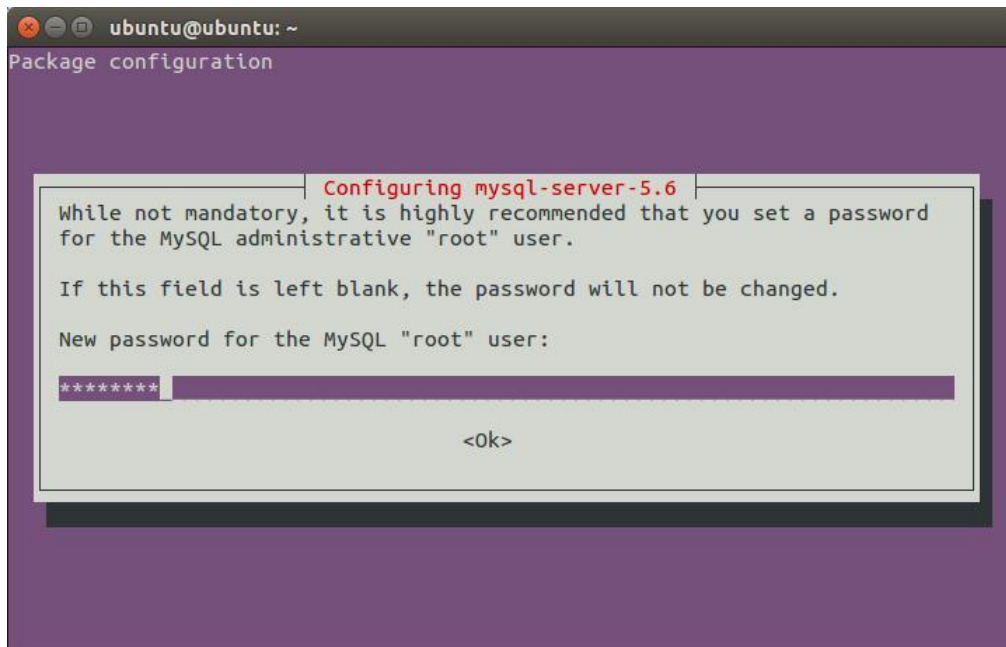 ubuntu@ubuntu: ~
Package configuration
Configuring mysql-server-5.6
While not mandatory, it is highly recommended that you set a password
for the MySQL administrative "root" user.
If this field is left blank, the password will not be changed.
New password for the MySQL "root" user:
********_
<Ok>